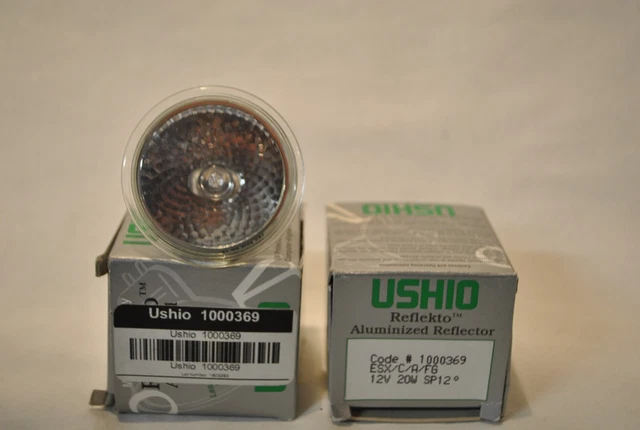 Ushio 1000369
Ushio 1000369
Ushio 1000369
USHIO
USHIO
Reflekto™
Aluminized Reflector
Code # 1000369
ESX/C/A/FG
12V 20W SP12°